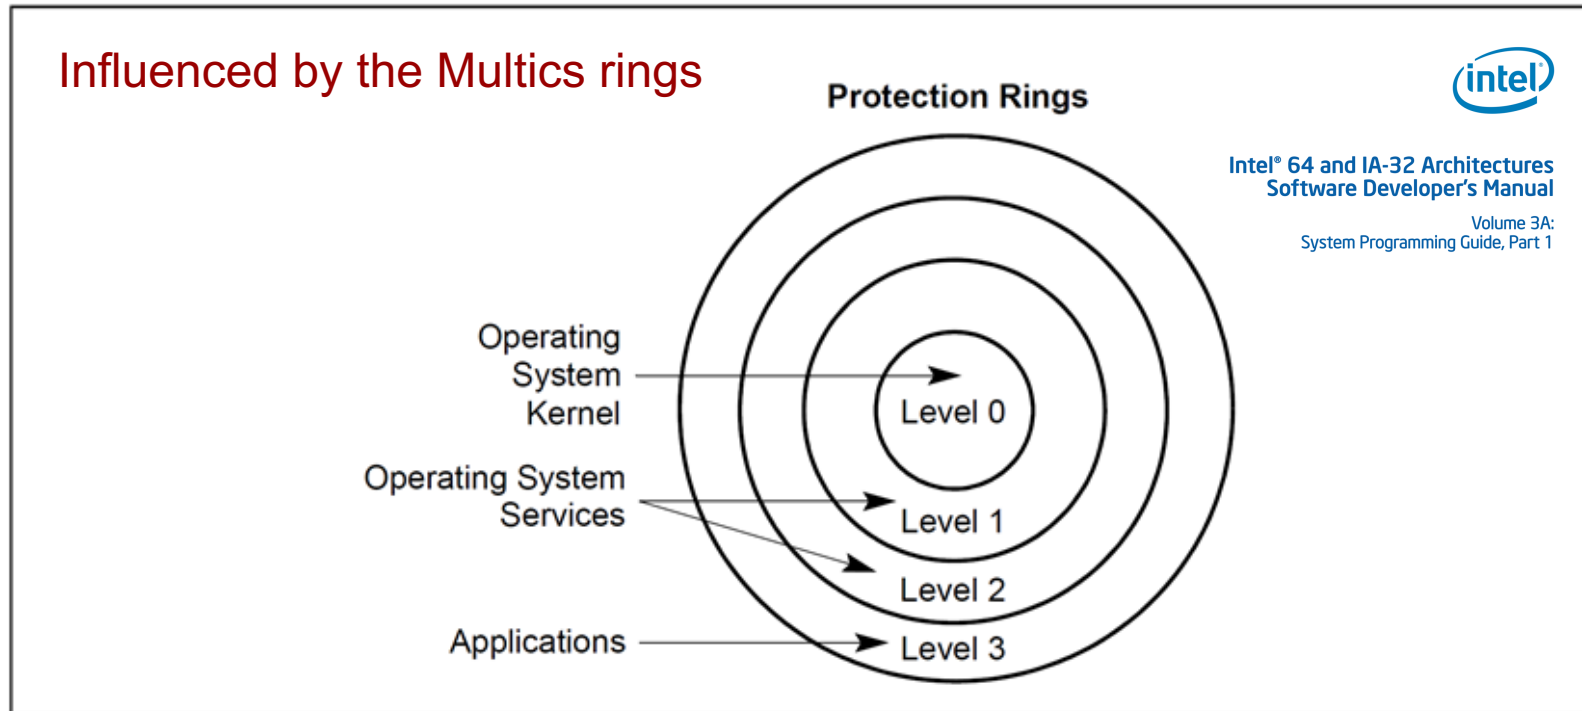 Influenced by the Multics rings
Protection Rings
intel
Intel® 64 and IA-32 Architectures
Software Developer's Manual
Volume 3A:
System Programming Guide, Part 1
Operating
System
Kernel
Level 0
Operating System
Services
Level 1
Level 2
Applications
Level 3